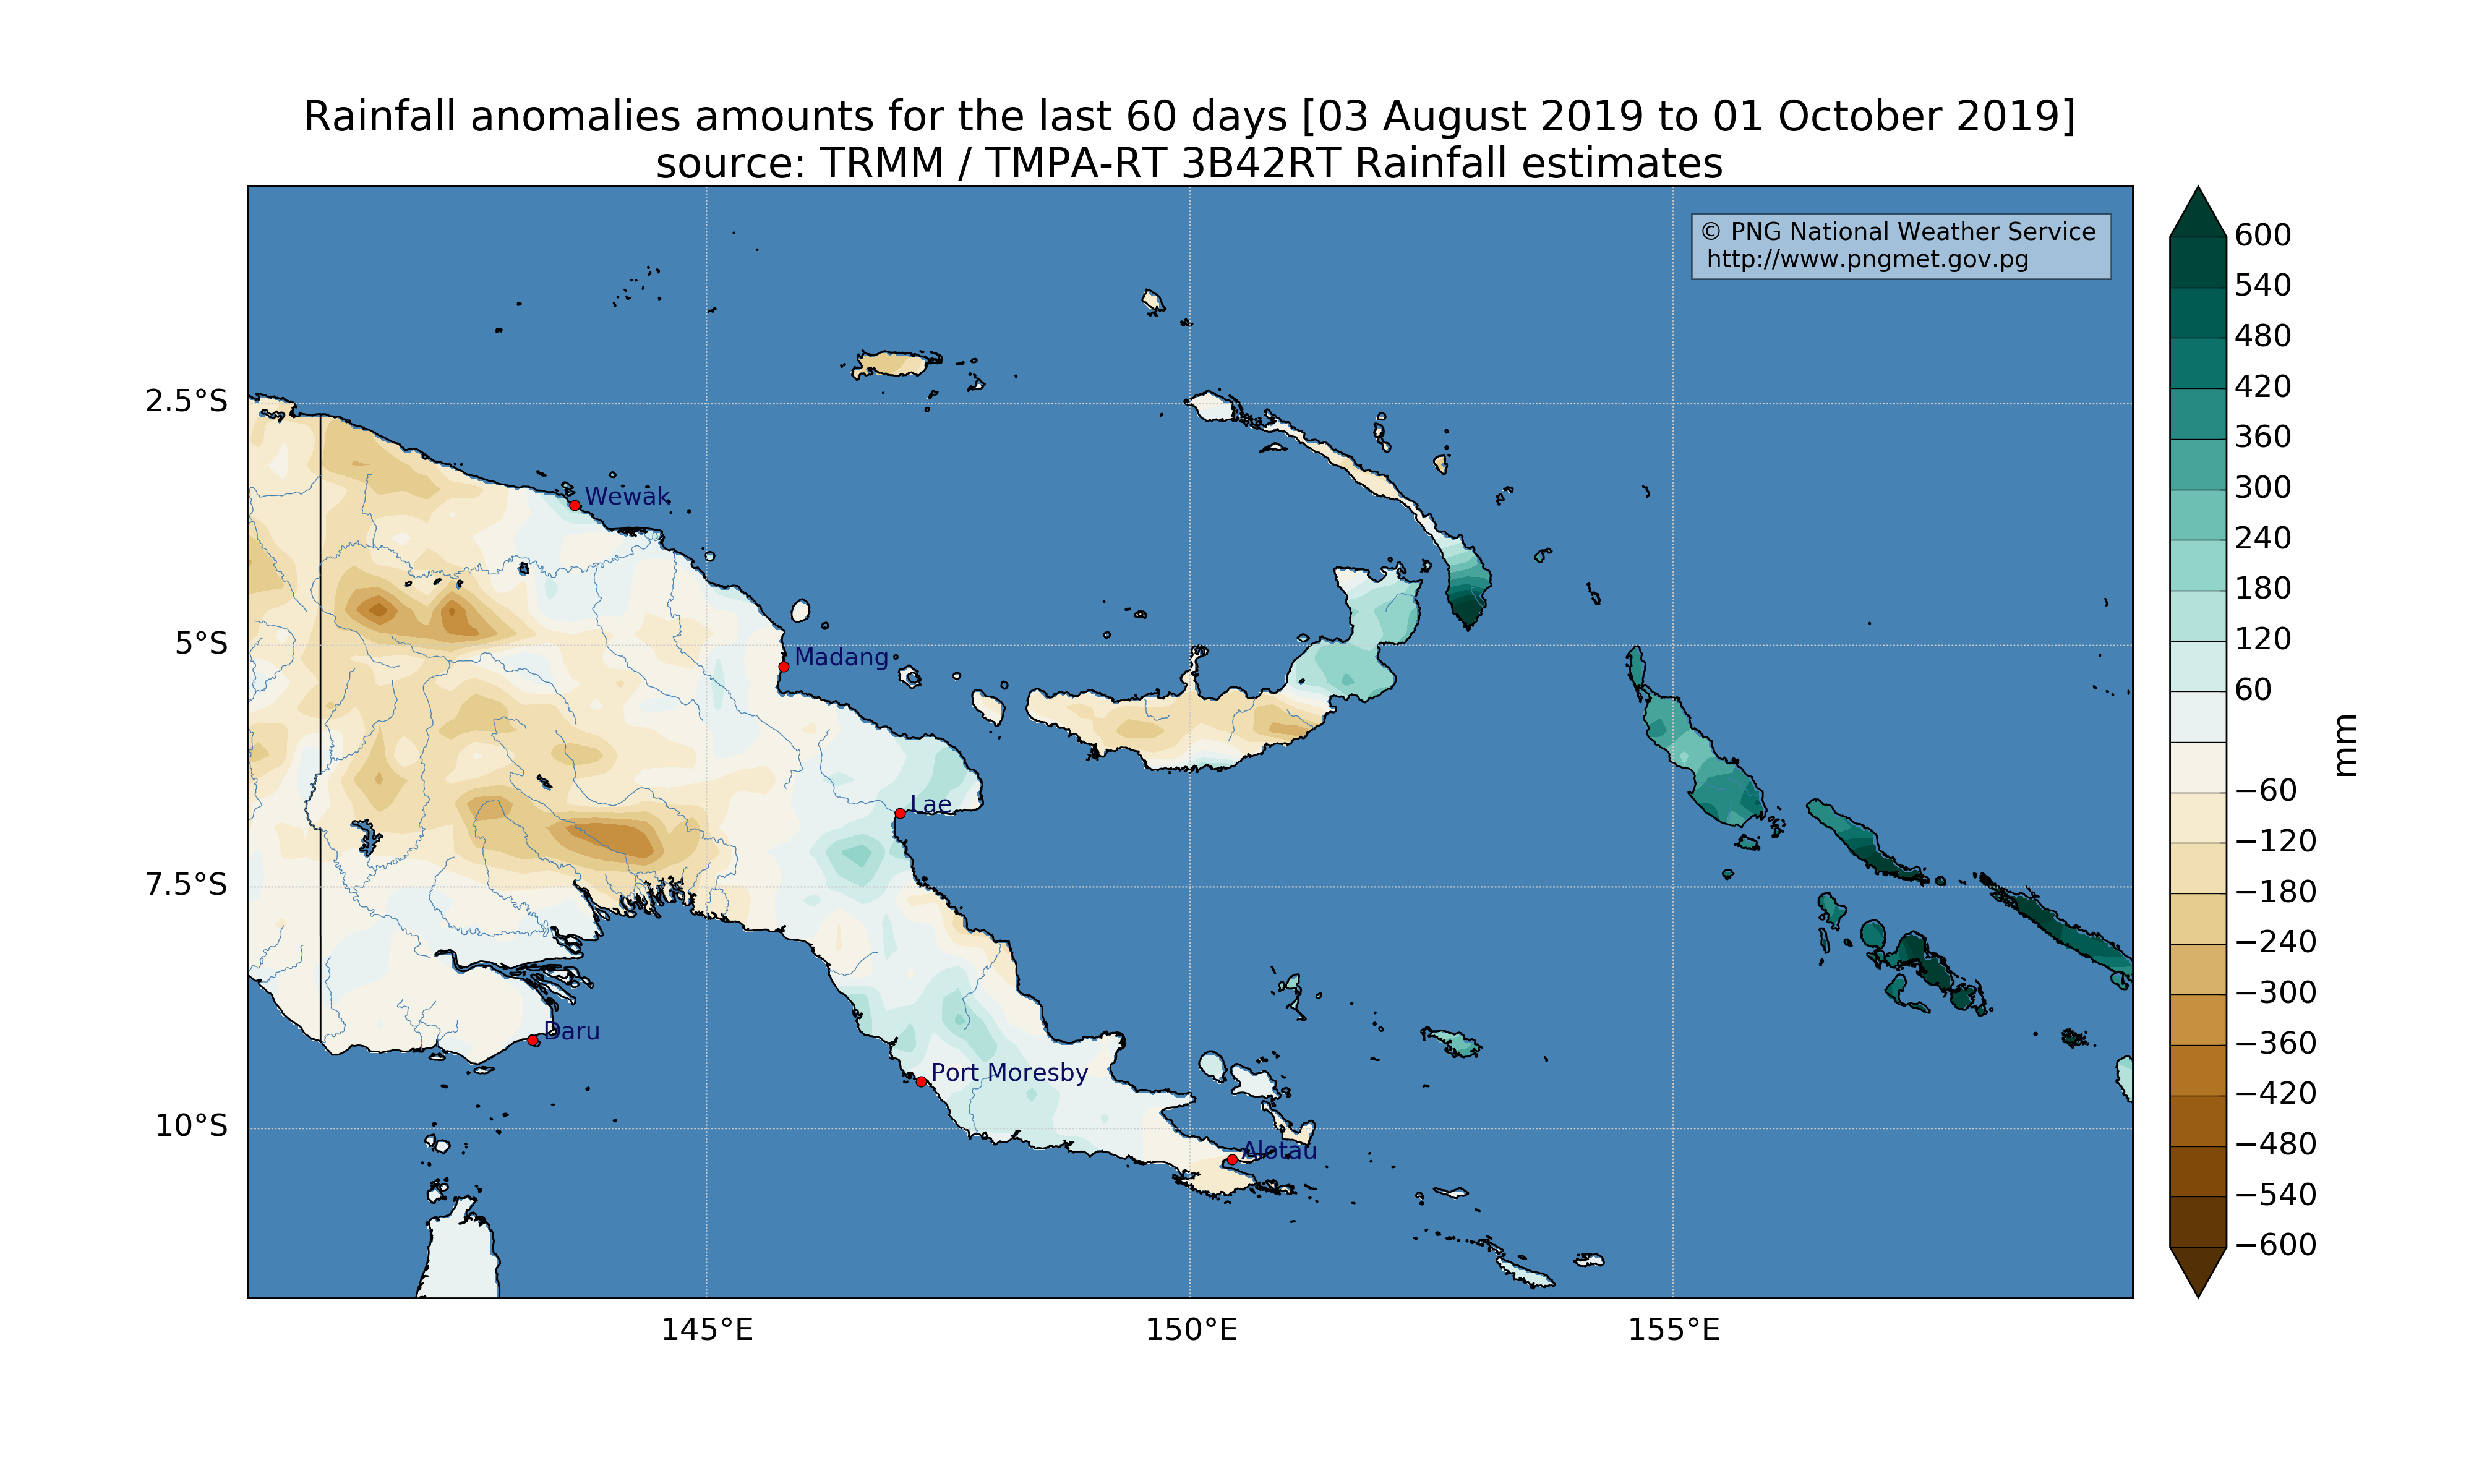 Rainfall anomalies amounts for the last 60 days [03 August 2019 to 01 October 2019]
source: TRMM / TMPA-RT 3B42RT Rainfall estimates
© PNG National Weather Service
http://www.pngmet.gov.pg
2.5°S
5°S
7.5°S
10°S
Wewak
Madang
Lae
Daru
Port Moresby
Alotau
145°E
150°E
155°E
600
540
480
420
360
300
240
180
120
60
−60
−120
−180
−240
−300
−360
−420
−480
−540
−600
mm